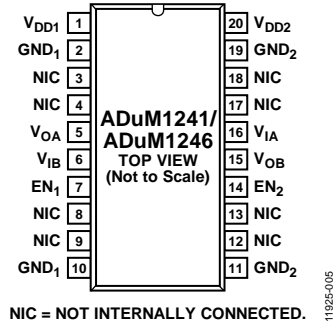 VDD1 1 20 VDD2
GND1 2 19 GND2
NIC 3 18 NIC
NIC 4 17 NIC
VOA 5 16 VIA
VIB 6 15 VOB
EN1 7 14 EN2
NIC 8 13 NIC
NIC 9 12 NIC
GND1 10 11 GND2
ADuM1241/
ADuM1246
TOP VIEW
(Not to Scale)
NIC = NOT INTERNALLY CONNECTED.
11925-005